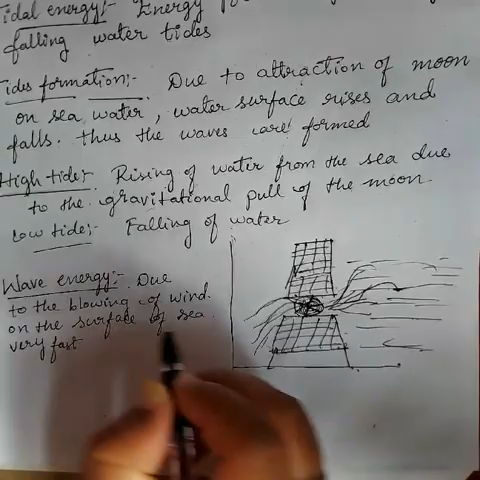 Tidal energy:- Energy
falling water tides
Tides formation:- Due to attraction of moon
on sea water, water surface rises and
falls. thus the waves are formed
High tide:- Rising of water from the sea due
to the gravitational pull of the moon.
Low tide:- Falling of water
Wave energy:- Due
to the blowing of wind.
on the surface of sea.
very fast